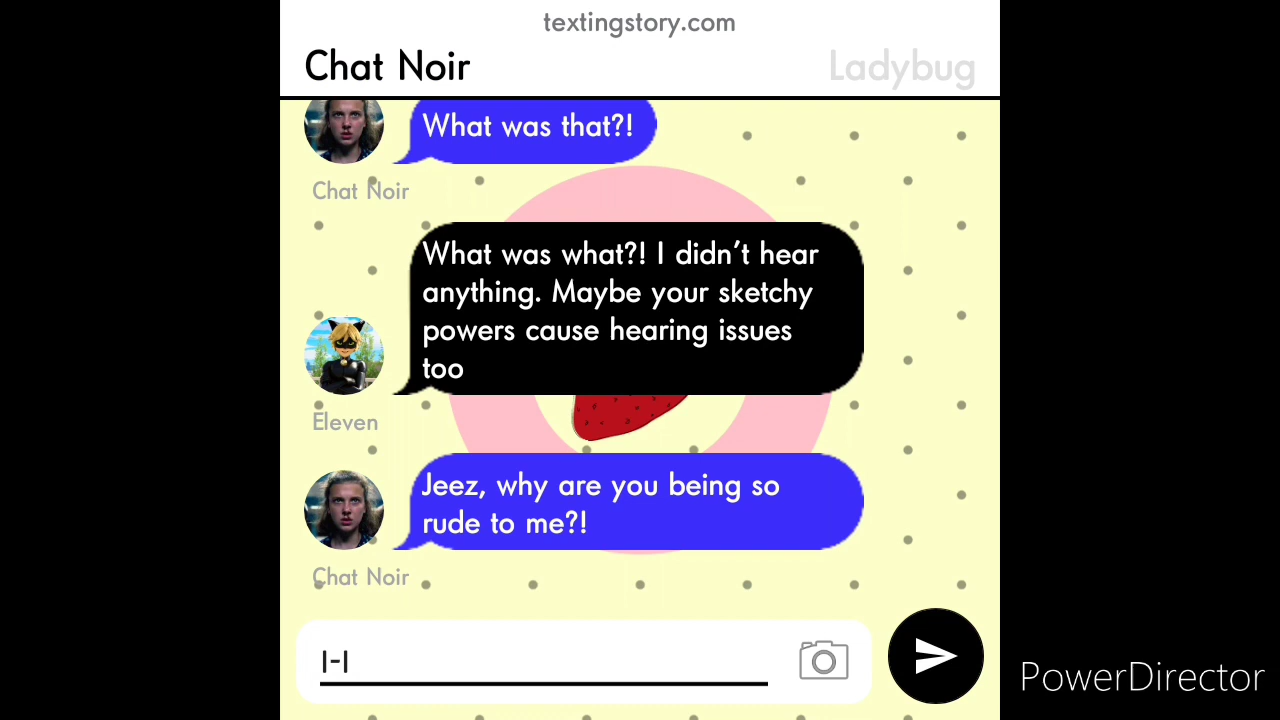 textingstory.com
Chat Noir
Ladybug
What was that?!
Chat Noir
What was what?! I didn't hear
anything. Maybe your sketchy
powers cause hearing issues
too
Eleven
Jeez, why are you being so
rude to me?!
Chat Noir
|-|
PowerDirector